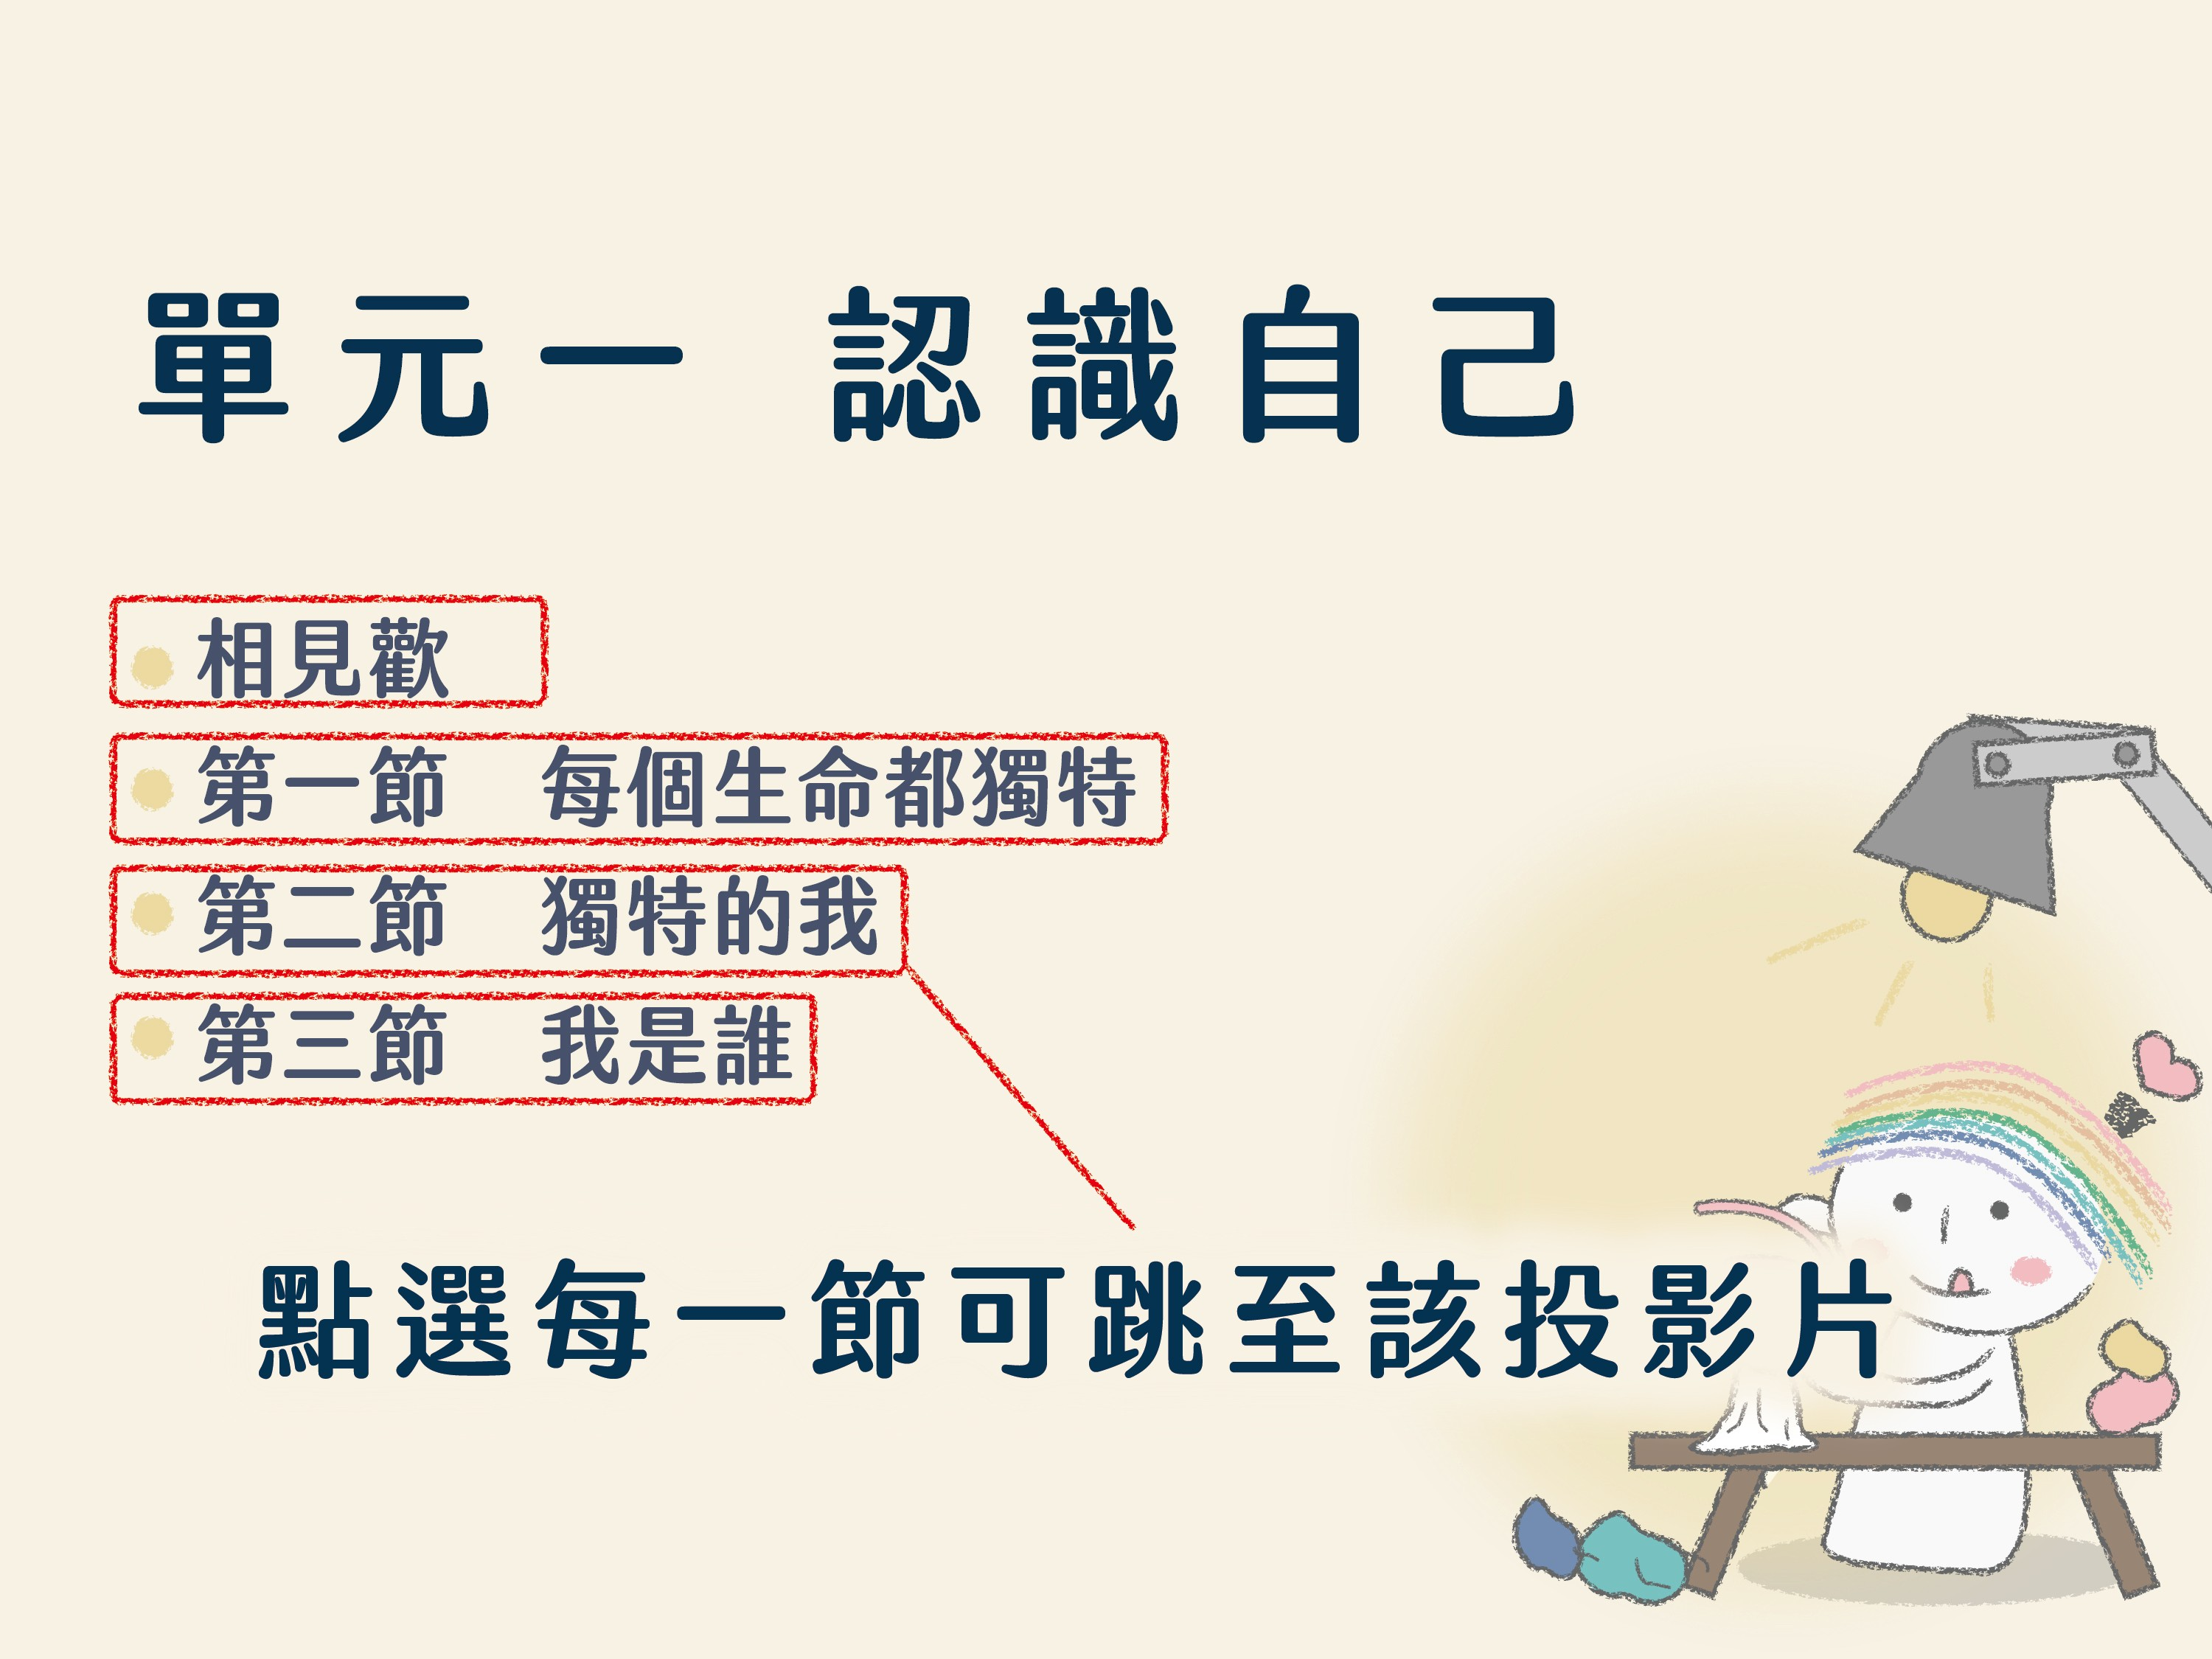 單元一 認識自己
相見歡
第一節 每個生命都獨特
第二節 獨特的我
第三節 我是誰
點選每一節可跳至該投影片